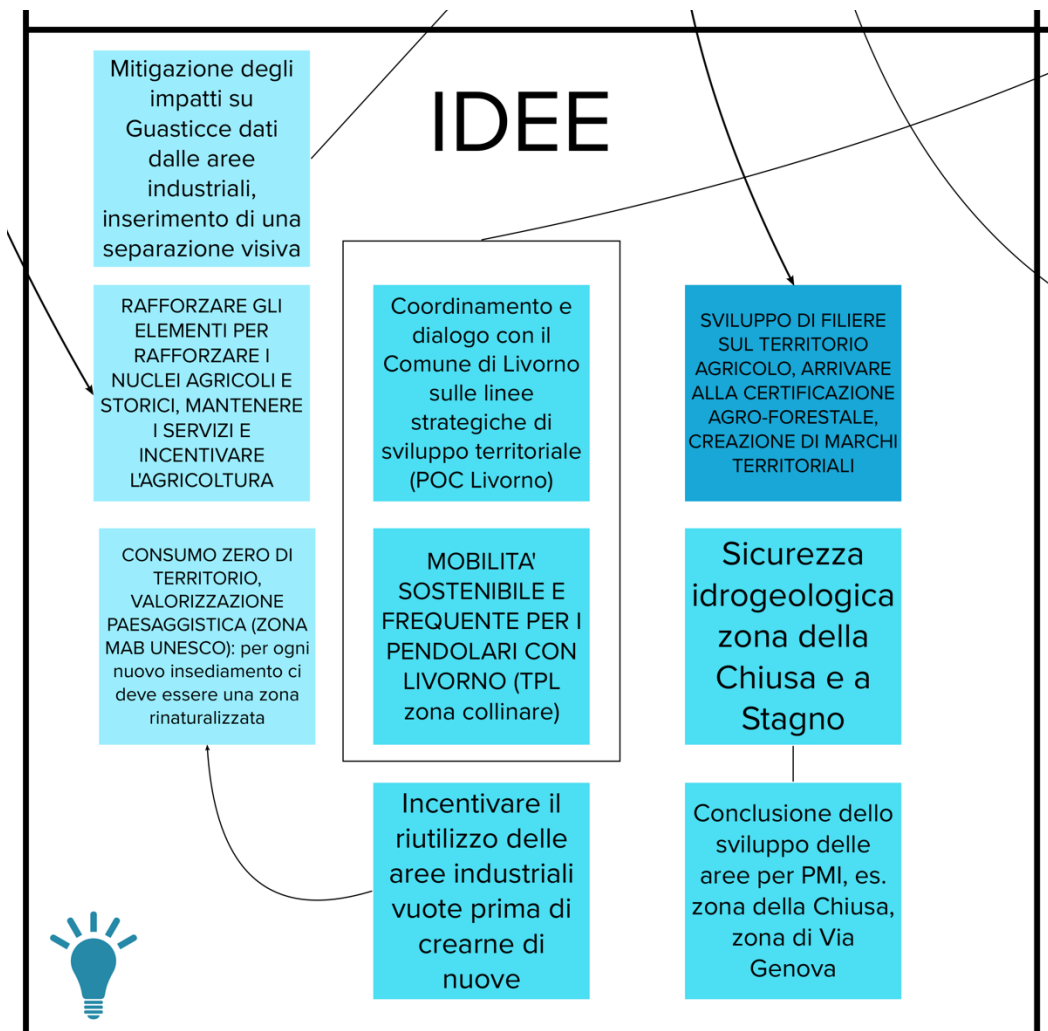 IDEE
Mitigazione degli
impatti su
Guasticce dati
dalle aree
industriali,
inserimento di una
separazione visiva
RAFFORZARE GLI
ELEMENTI PER
RAFFORZARE I
NUCLEI AGRICOLI E
STORICI, MANTENERE
I SERVIZI E
INCENTIVARE
L'AGRICOLTURA
Coordinamento e
dialogo con il
Comune di Livorno
sulle linee
strategiche di
sviluppo territoriale
(POC Livorno)
SVILUPPO DI FILIERE
SUL TERRITORIO
AGRICOLO, ARRIVARE
ALLA CERTIFICAZIONE
AGRO-FORESTALE,
CREAZIONE DI MARCHI
TERRITORIALI
CONSUMO ZERO DI
TERRITORIO,
VALORIZZAZIONE
PAESAGGISTICA (ZONA
MAB UNESCO): per ogni
nuovo insediamento ci
deve essere una zona
rinaturalizzata
MOBILITA'
SOSTENIBILE E
FREQUENTE PER I
PENDOLARI CON
LIVORNO (TPL
zona collinare)
Sicurezza
idrogeologica
zona della
Chiusa e a
Stagno
Incentivare il
riutilizzo delle
aree industriali
vuote prima di
crearne di
nuove
Conclusione dello
sviluppo delle
aree per PMI, es.
zona della Chiusa,
zona di Via
Genova